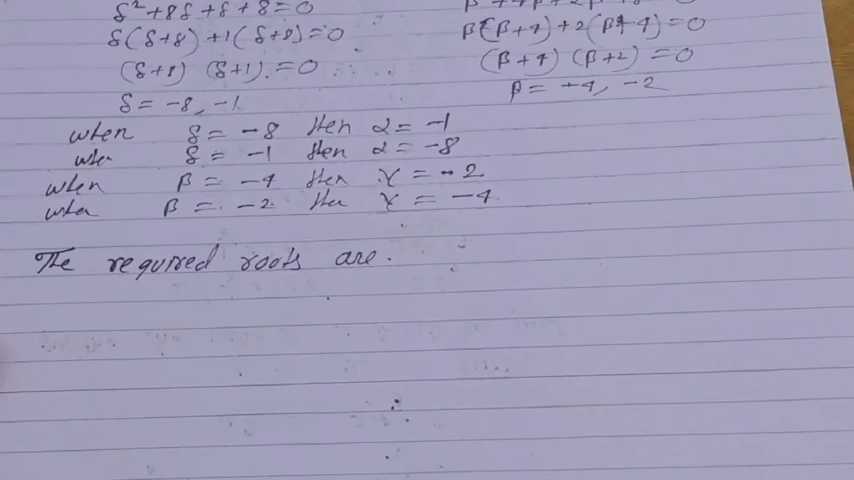 δ² + 8δ + δ + 8 = 0
δ(δ+8) + 1(δ+8) = 0
(δ+8) (δ+1) = 0
δ = -8, -1
β(β+4) + 2(β+4) = 0
(β+4) (β+2) = 0
β = -4, -2
when δ = -8 then α = -1
when δ = -1 then α = -8
when β = -4 then γ = -2
when β = -2 then γ = -4
The required roots are.